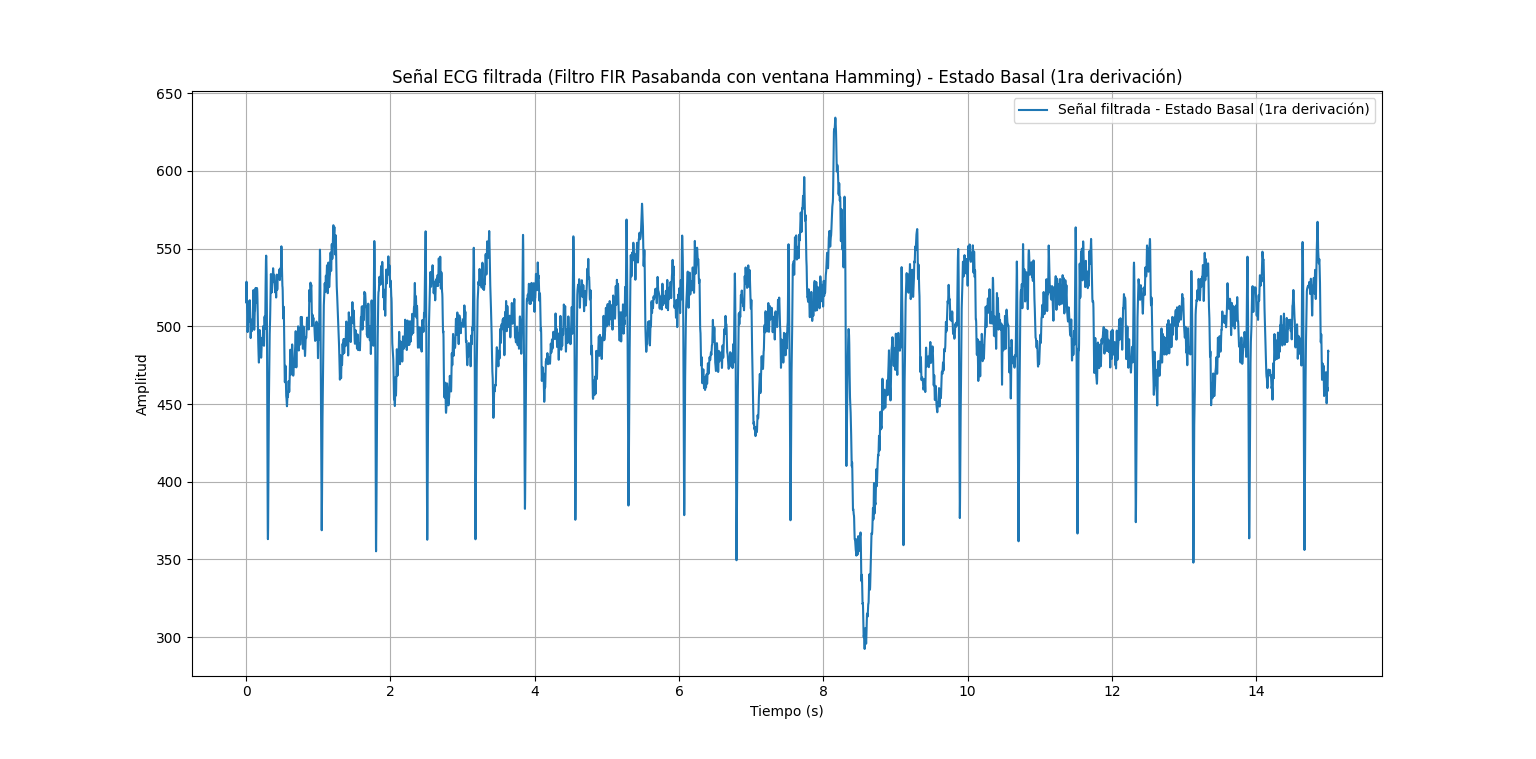 Señal ECG filtrada (Filtro FIR Pasabanda con ventana Hamming) - Estado Basal (1ra derivación)
Señal filtrada - Estado Basal (1ra derivación)
Amplitud
650
600
550
500
450
400
350
300
0 2 4 6 8 10 12 14
Tiempo (s)